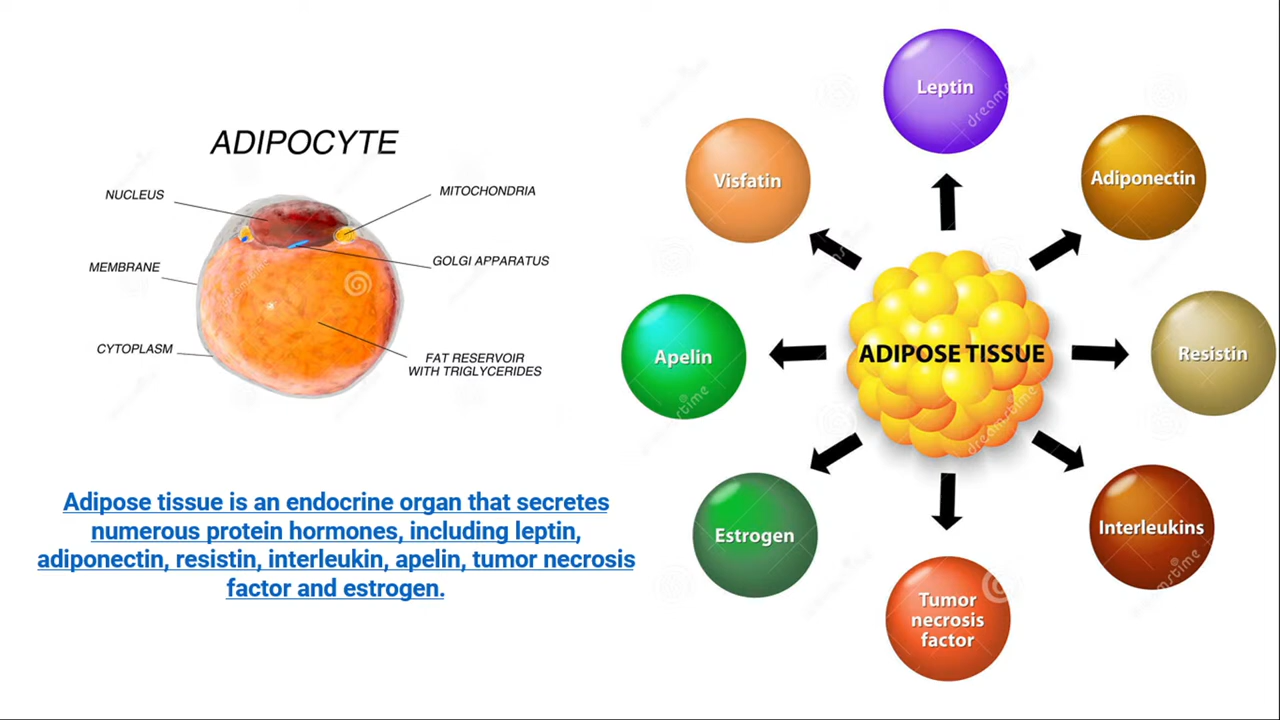 ADIPOCYTE
NUCLEUS
MITOCHONDRIA
GOLGI APPARATUS
MEMBRANE
CYTOPLASM
FAT RESERVOIR
WITH TRIGLYCERIDES
Adipose tissue is an endocrine organ that secretes
numerous protein hormones, including leptin,
adiponectin, resistin, interleukin, apelin, tumor necrosis
factor and estrogen.
Leptin
Visfatin
Adiponectin
Apelin
ADIPOSE TISSUE
Resistin
Estrogen
Interleukins
Tumor
necrosis
factor